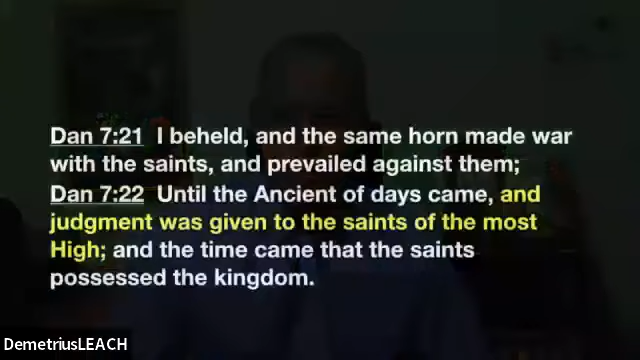 Dan 7:21 I beheld, and the same horn made war
with the saints, and prevailed against them;
Dan 7:22 Until the Ancient of days came, and
judgment was given to the saints of the most
High; and the time came that the saints
possessed the kingdom.
DemetriusLEACH